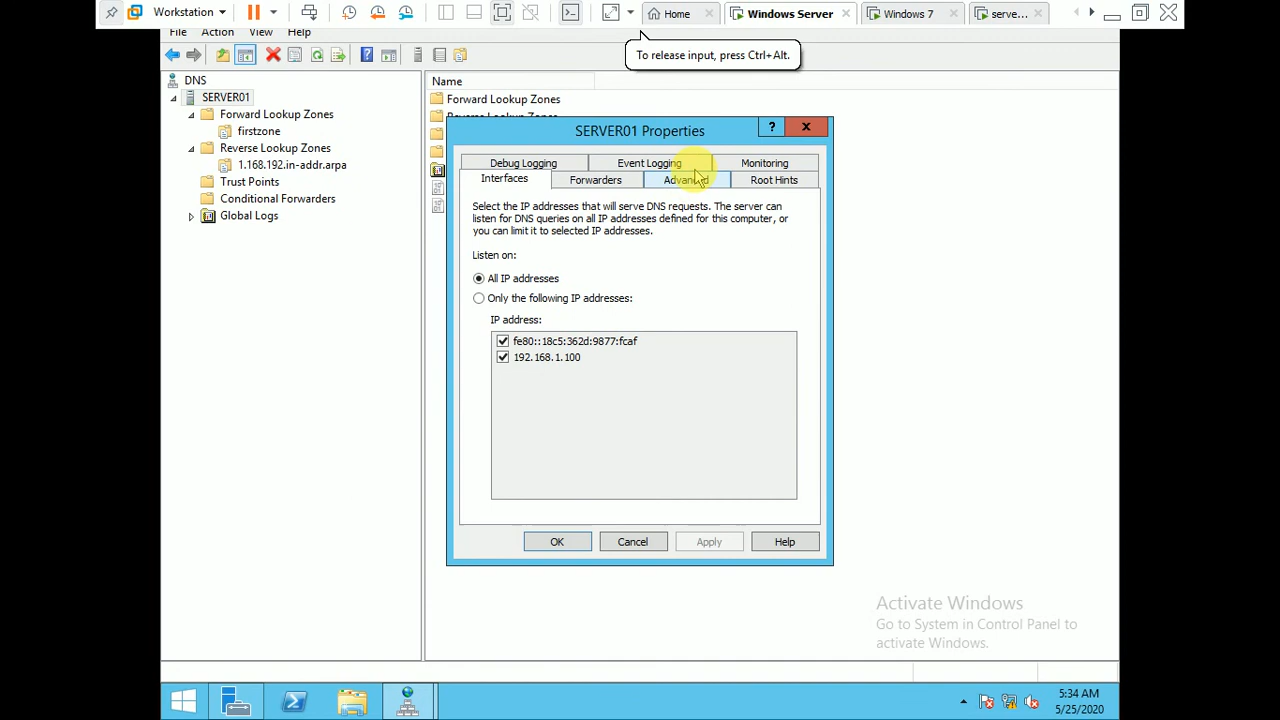 Workstation
Home
Windows Server
Windows 7
serve...
File Action View Help
To release input, press Ctrl+Alt.
DNS
SERVER01
Forward Lookup Zones
firstzone
Reverse Lookup Zones
1.168.192.in-addr.arpa
Trust Points
Conditional Forwarders
Global Logs
Name
Forward Lookup Zones
Reverse Lookup Zones
SERVER01 Properties
Debug Logging Event Logging Monitoring
Interfaces Forwarders Advanced Root Hints
Select the IP addresses that will serve DNS requests. The server can
listen for DNS queries on all IP addresses defined for this computer, or
you can limit it to selected IP addresses.
Listen on:
All IP addresses
Only the following IP addresses:
IP address:
fe80::18c5:362d:9877:fcaf
192.168.1.100
OK Cancel Apply Help
Activate Windows
Go to System in Control Panel to
activate Windows.
5:34 AM
5/25/2020